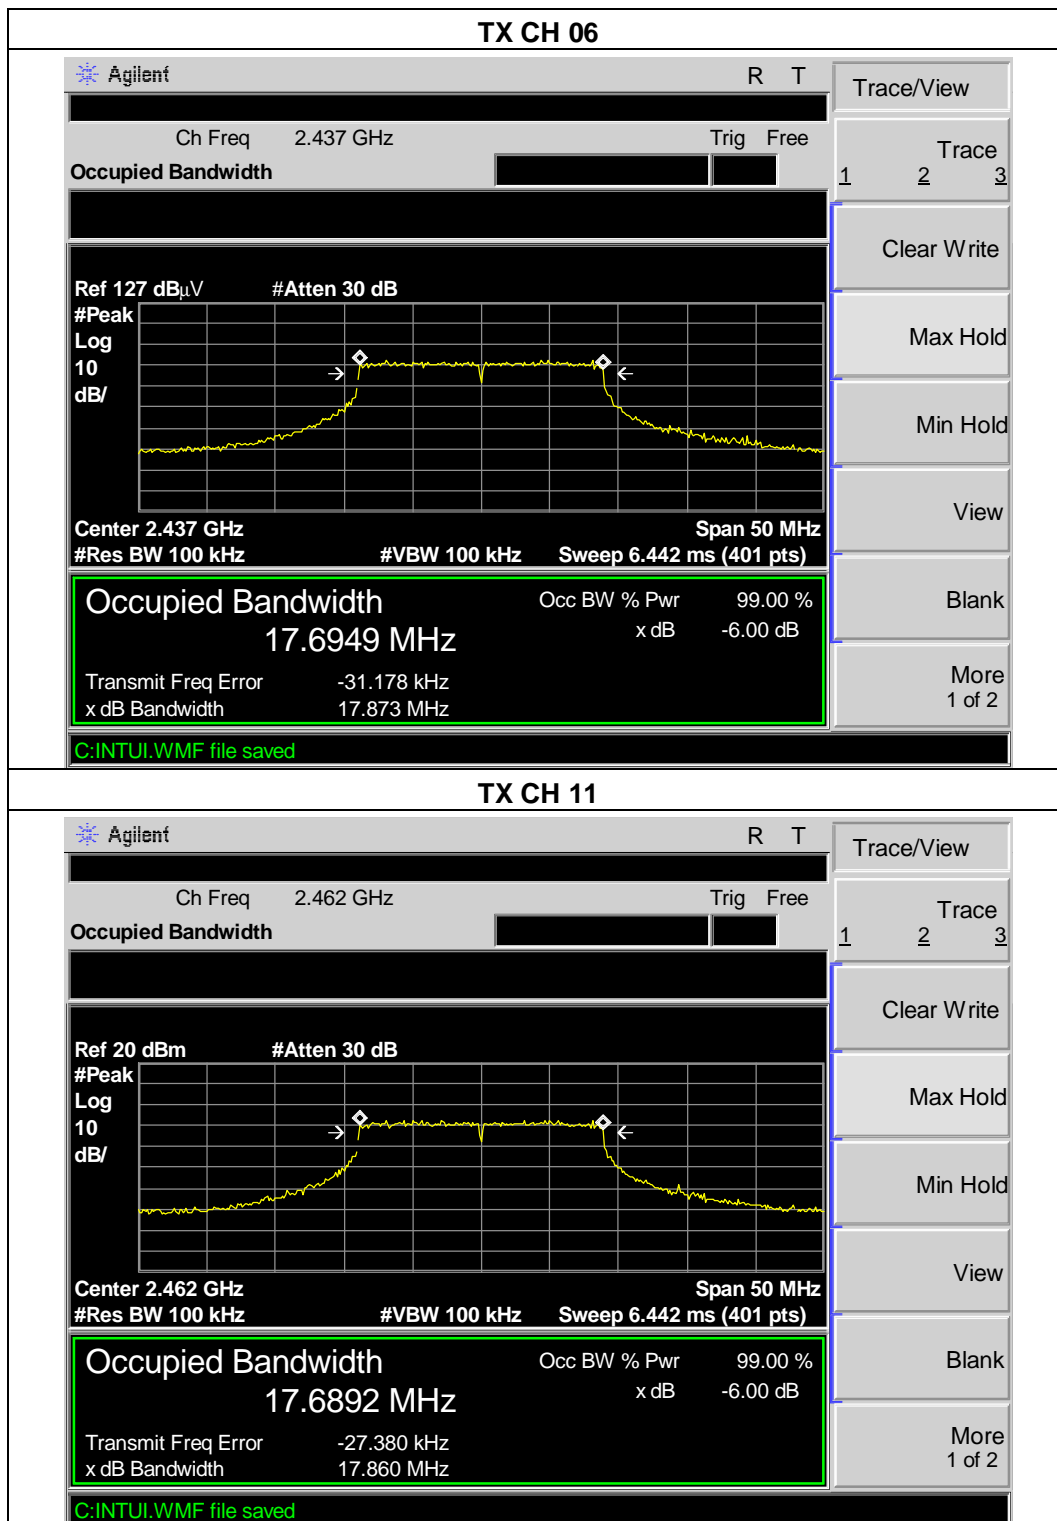 TX CH 06
Agilent R T
Trace/View
Ch Freq 2.437 GHz Trig Free
Occupied Bandwidth
Trace
1 2 3
Clear Write
Ref 127 dBµV #Atten 30 dB
#Peak
Log
10
dB/
Max Hold
Min Hold
View
Center 2.437 GHz Span 50 MHz
#Res BW 100 kHz #VBW 100 kHz Sweep 6.442 ms (401 pts)
Occupied Bandwidth Occ BW % Pwr 99.00 %
17.6949 MHz x dB -6.00 dB
Blank
Transmit Freq Error -31.178 kHz
x dB Bandwidth 17.873 MHz
More
1 of 2
C:INTUI.WMF file saved
TX CH 11
Agilent R T
Trace/View
Ch Freq 2.462 GHz Trig Free
Occupied Bandwidth
Trace
1 2 3
Clear Write
Ref 20 dBm #Atten 30 dB
#Peak
Log
10
dB/
Max Hold
Min Hold
View
Center 2.462 GHz Span 50 MHz
#Res BW 100 kHz #VBW 100 kHz Sweep 6.442 ms (401 pts)
Occupied Bandwidth Occ BW % Pwr 99.00 %
17.6892 MHz x dB -6.00 dB
Blank
Transmit Freq Error -27.380 kHz
x dB Bandwidth 17.860 MHz
More
1 of 2
C:INTUI.WMF file saved